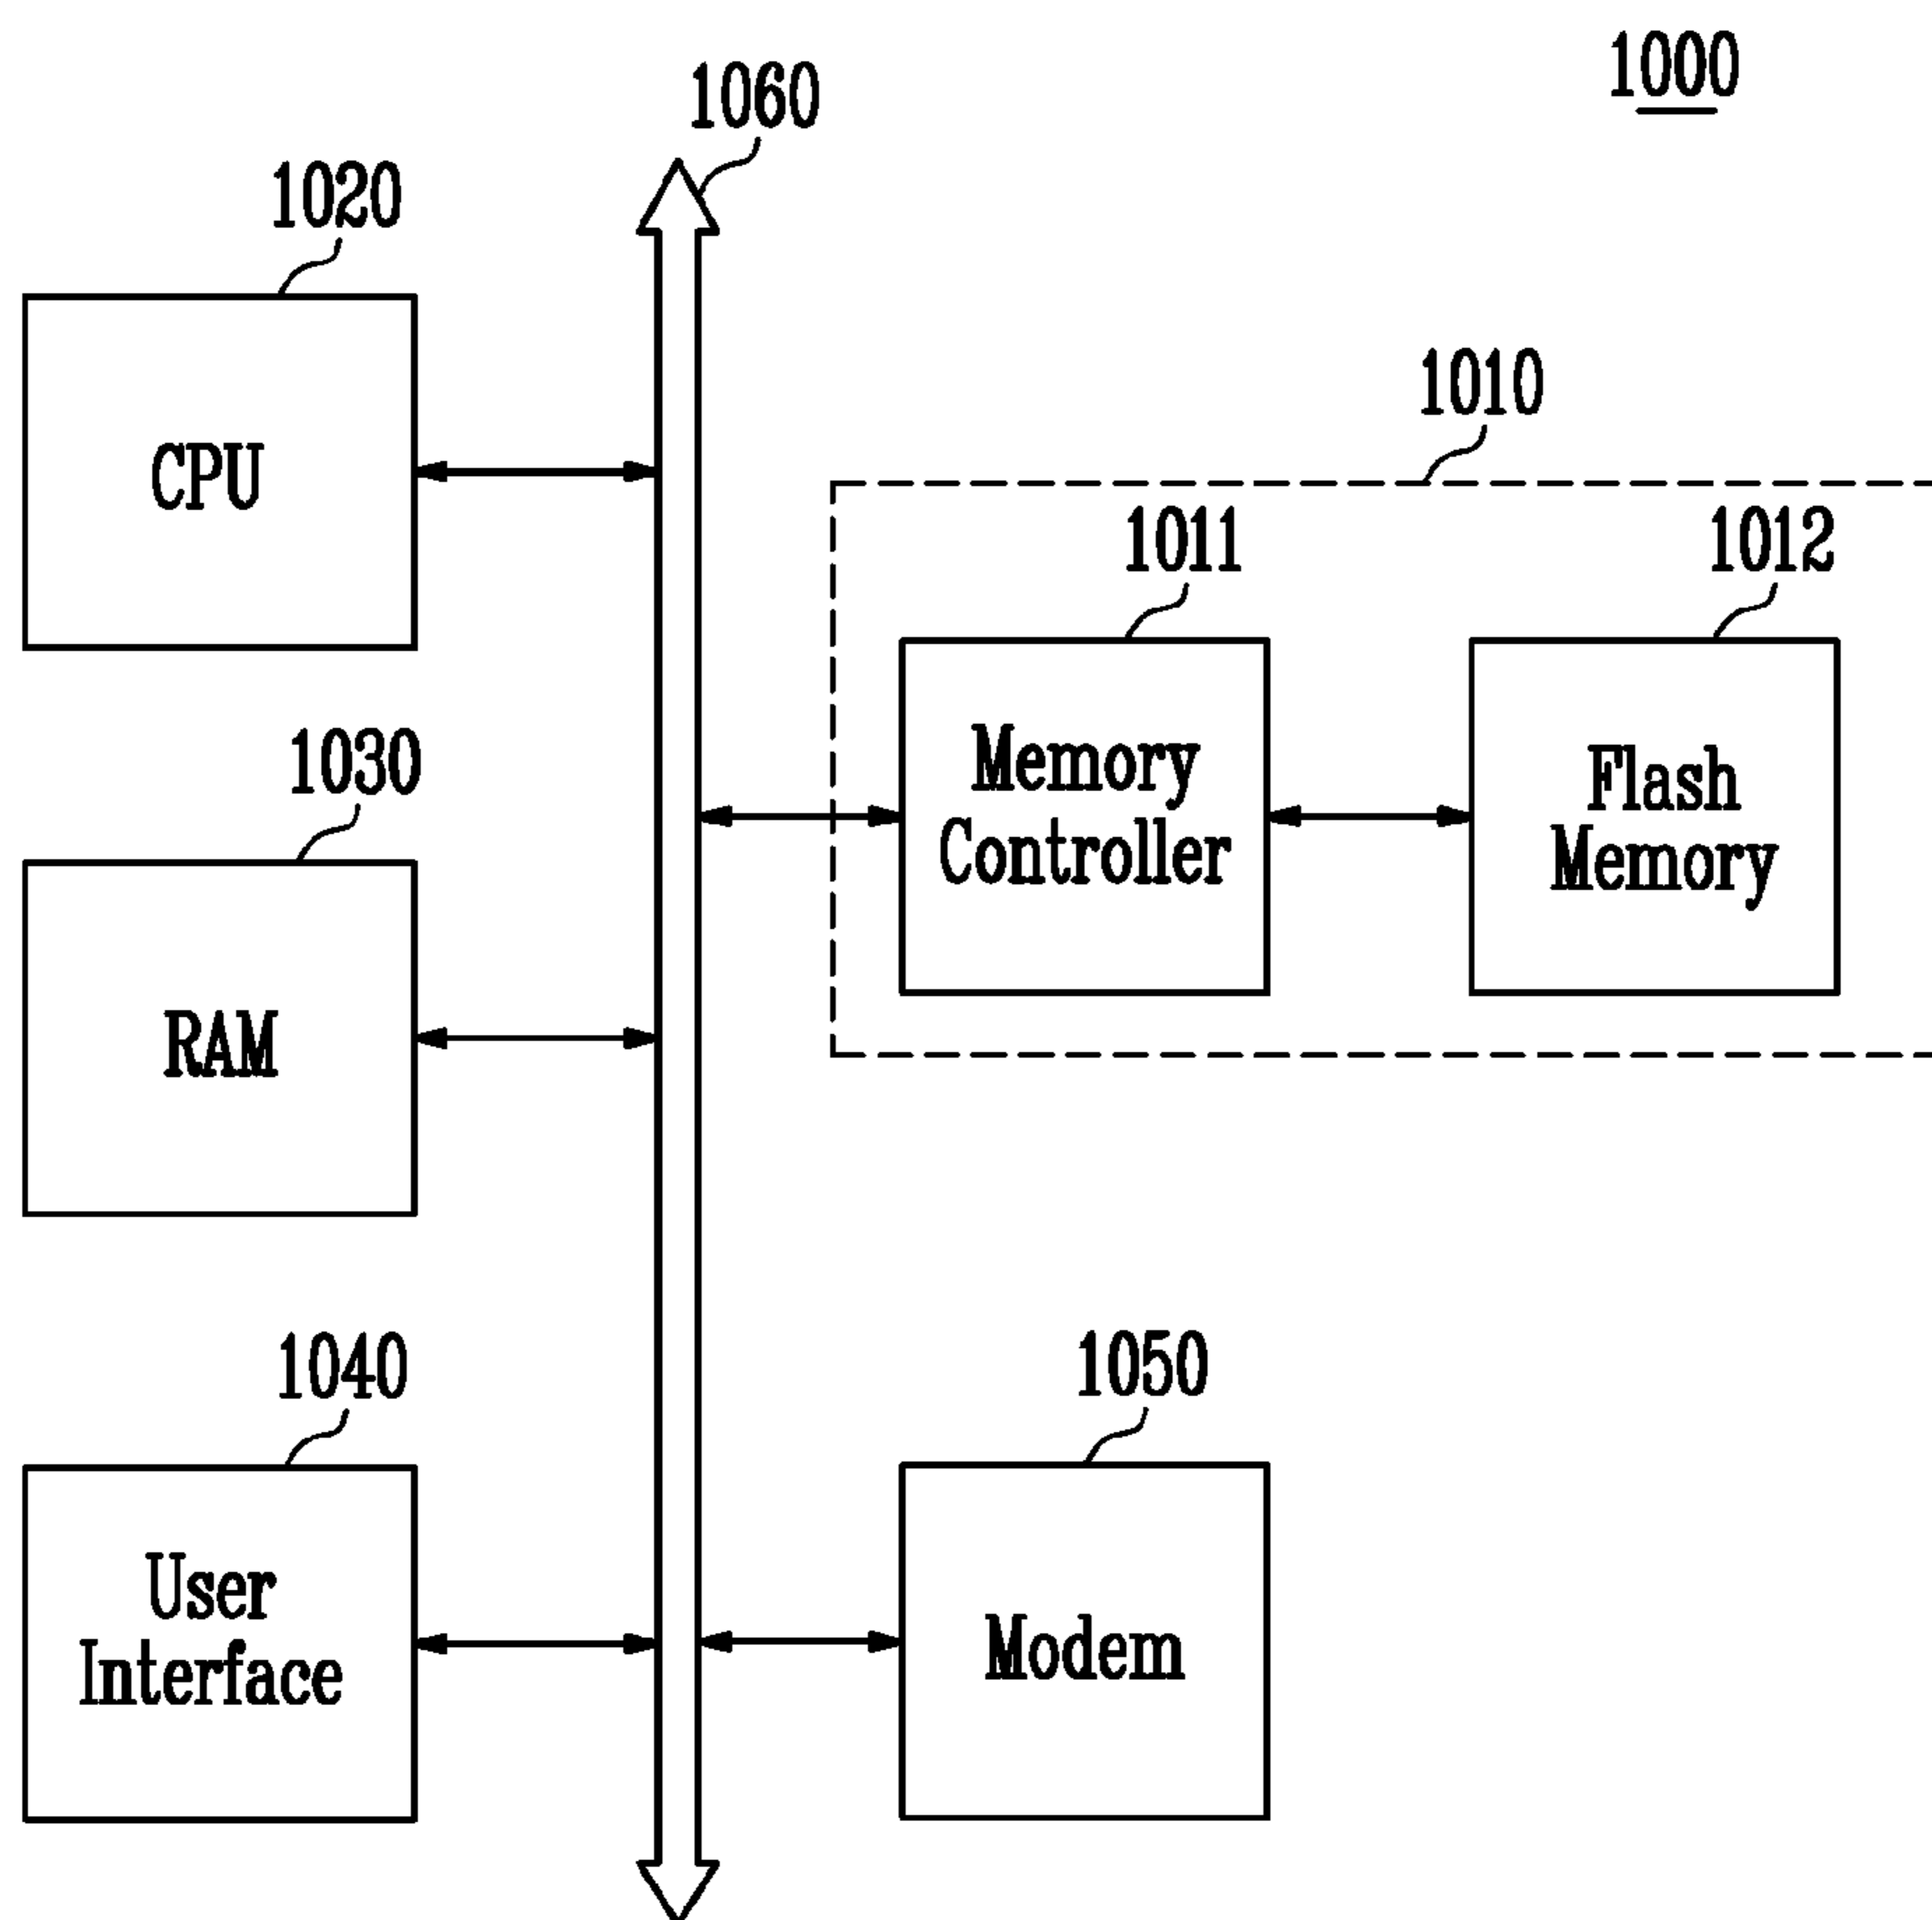 1000
1060
1020
CPU
1010
1011
1012
Memory
Controller
Flash
Memory
1030
RAM
1040
User
Interface
1050
Modem